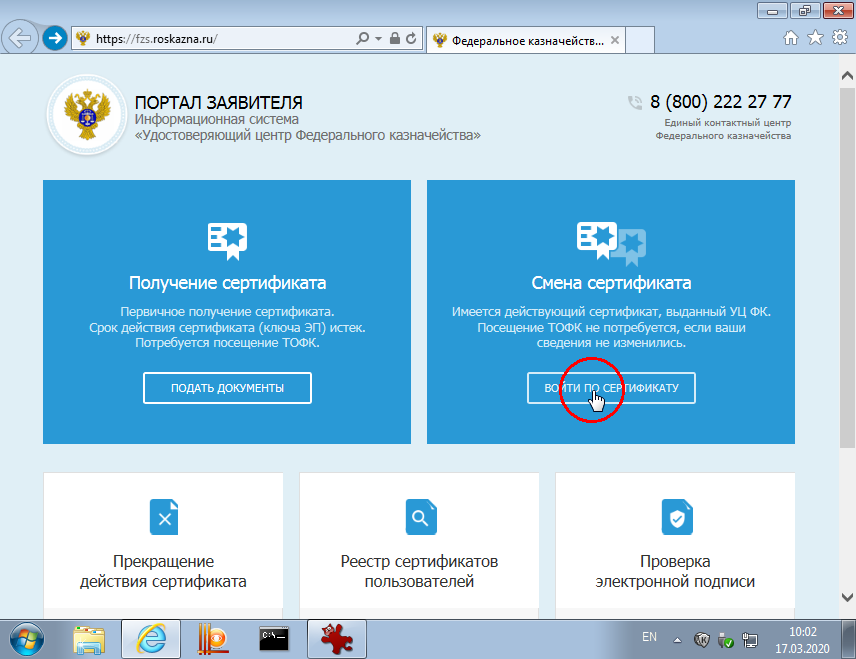 https://fzs.roskazna.ru/
Федеральное казначейств...
ПОРТАЛ ЗАЯВИТЕЛЯ
Информационная система
«Удостоверяющий центр Федерального казначейства»
8 (800) 222 27 77
Единый контактный центр
Федерального казначейства
Получение сертификата
Первичное получение сертификата.
Срок действия сертификата (ключа ЭП) истек.
Потребуется посещение ТОФК.
ПОДАТЬ ДОКУМЕНТЫ
Смена сертификата
Имеется действующий сертификат, выданный УЦ ФК.
Посещение ТОФК не потребуется, если ваши
сведения не изменились.
ВОЙТИ ПО СЕРТИФИКАТУ
Прекращение
действия сертификата
Реестр сертификатов
пользователей
Проверка
электронной подписи
C:\_
EN
10:02
17.03.2020